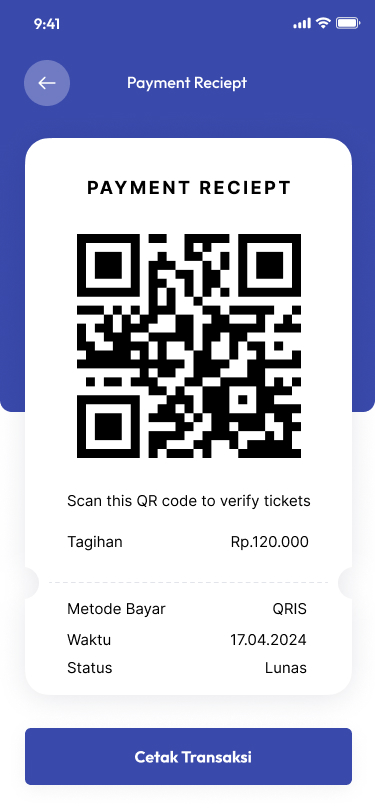 9:41
Payment Reciept
PAYMENT RECIEPT
Scan this QR code to verify tickets
Tagihan Rp.120.000
Metode Bayar QRIS
Waktu 17.04.2024
Status Lunas
Cetak Transaksi